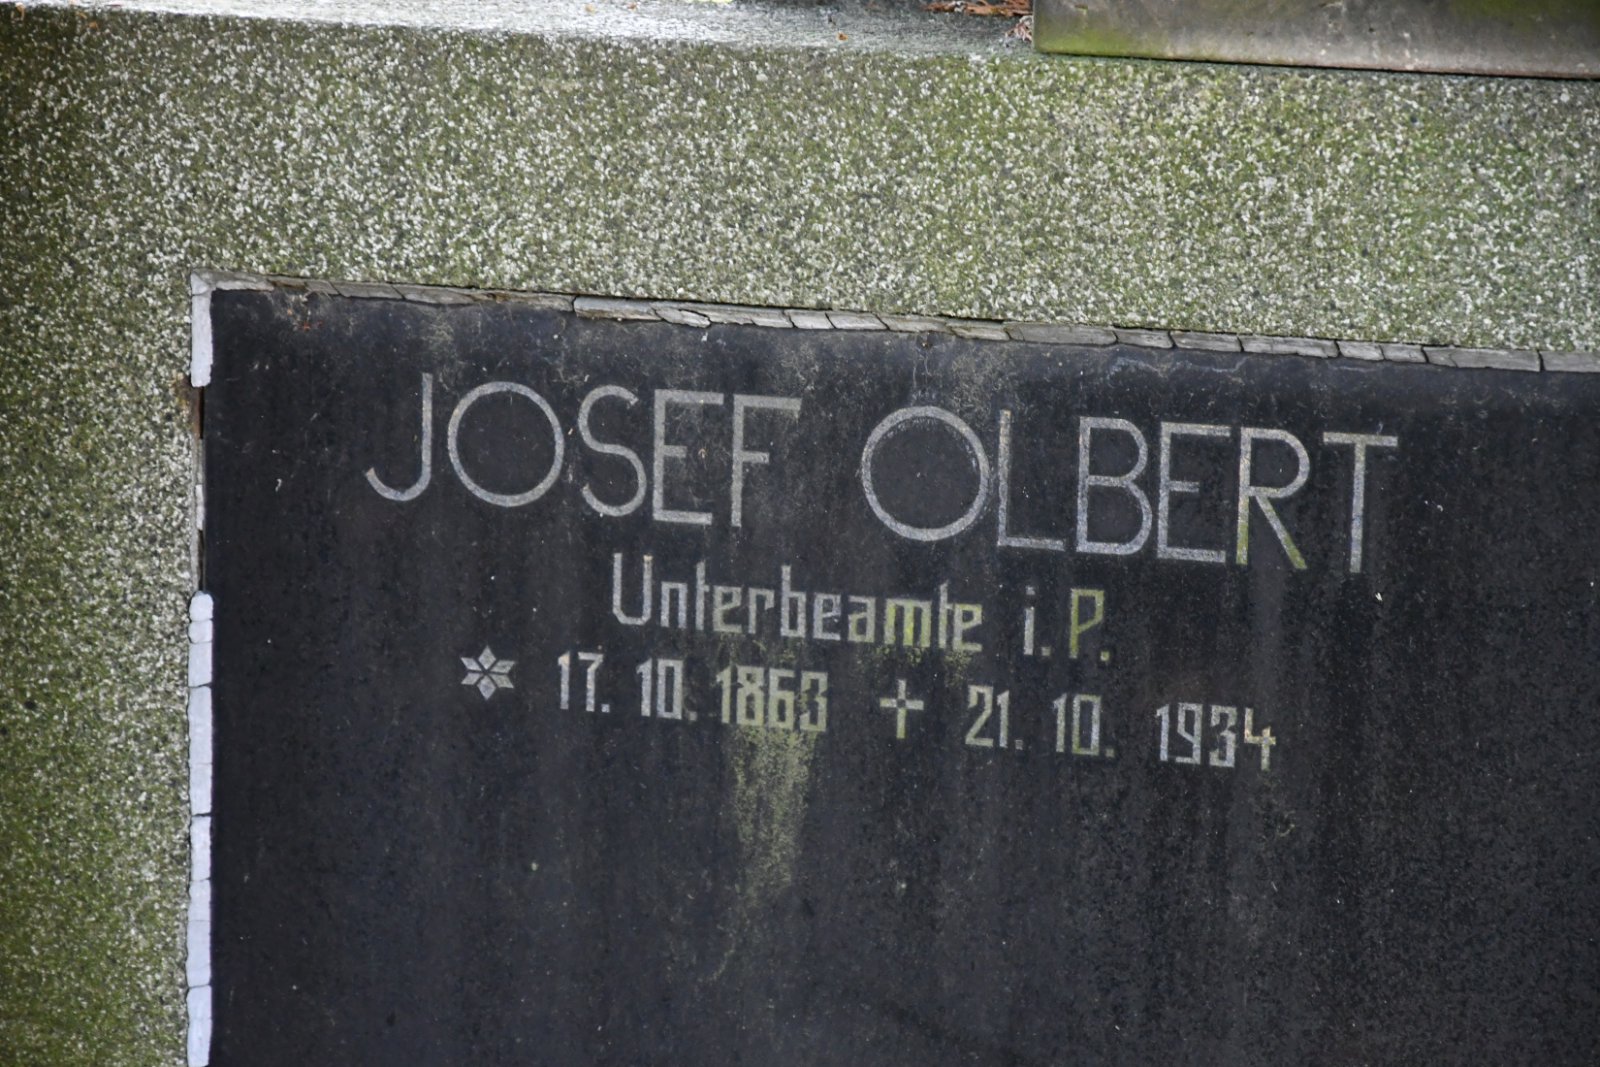 JOSEF OLBERT
Unterbeamte i. P.
* 17. 10. 1863 † 21. 10. 1934